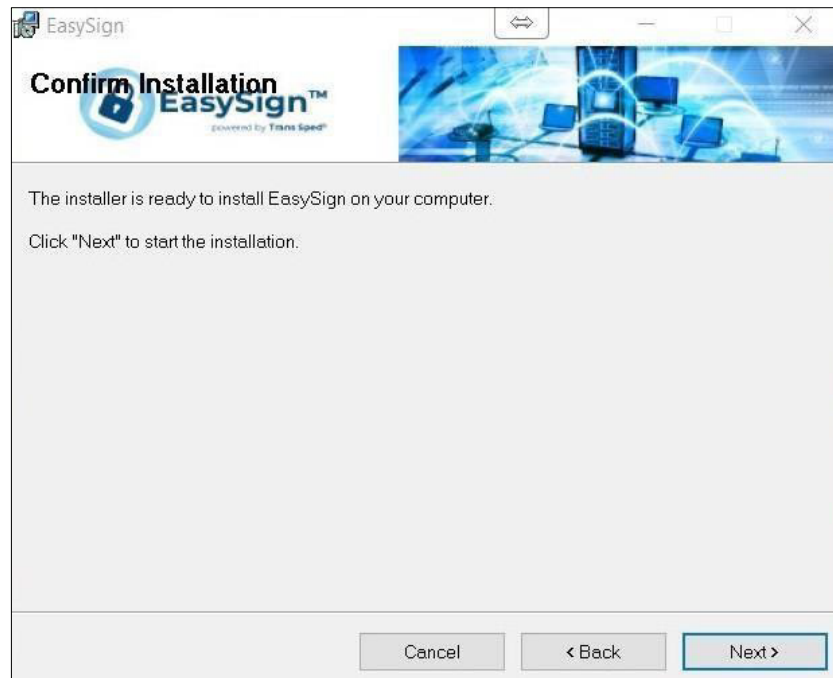 EasySign
Confirm Installation
EasySign™
powered by Trans Sped®
The installer is ready to install EasySign on your computer.
Click "Next" to start the installation.
Cancel
< Back
Next >